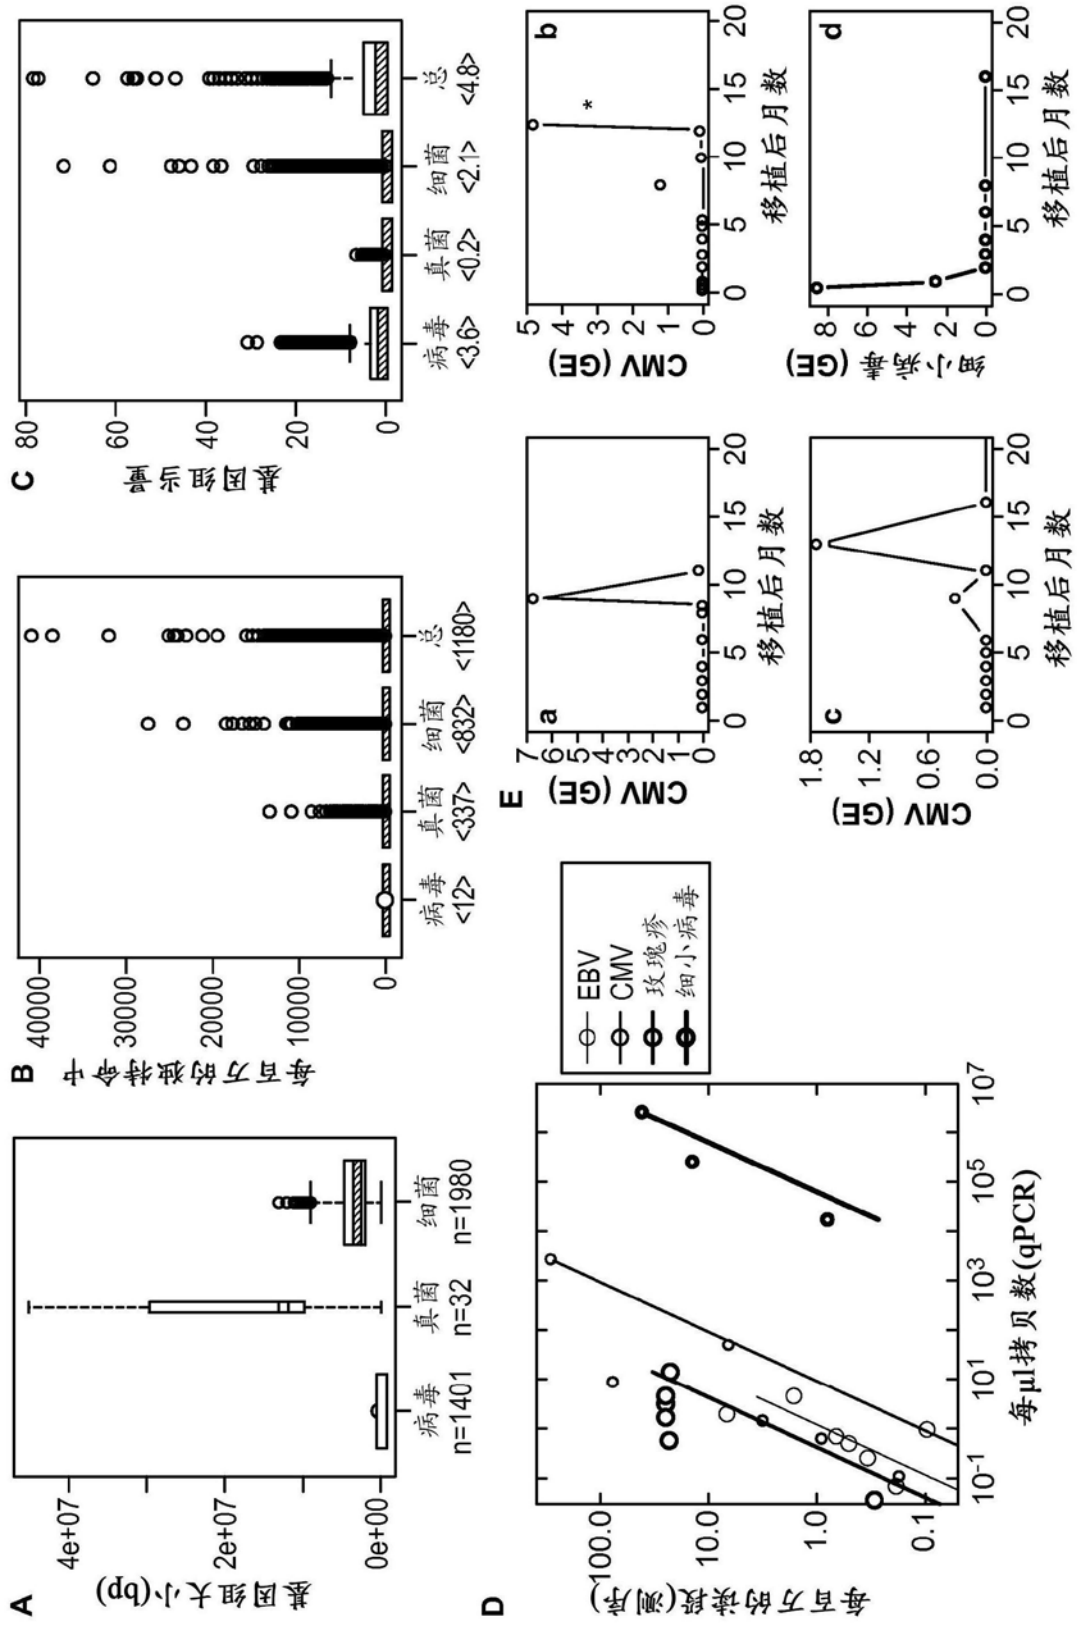 A
基因组大小(bp)
4e+07
2e+07
0e+00
病毒
真菌
细菌
n=1401
n=32
n=1980
B
每百万的独特命中
40000
30000
20000
10000
0
病毒
真菌
细菌
总
<12>
<337>
<832>
<1180>
C
基因组当量
80
60
40
20
0
病毒
真菌
细菌
总
<3.6>
<0.2>
<2.1>
<4.8>
D
每百万的读段(测序)
100.0
10.0
1.0
0.1
10-1
101
103
105
107
每μl拷贝数(qPCR)
EBV
CMV
玫瑰疹
细小病毒
E
a
CMV (GE)
7
6
5
4
3
2
1
0
0 5 10 15 20
移植后月数
b
CMV (GE)
5
4
3
2
1
0
*
0 5 10 15 20
移植后月数
c
CMV (GE)
1.8
1.2
0.6
0.0
0 5 10 15 20
移植后月数
d
细小病毒 (GE)
8
6
4
2
0
0 5 10 15 20
移植后月数